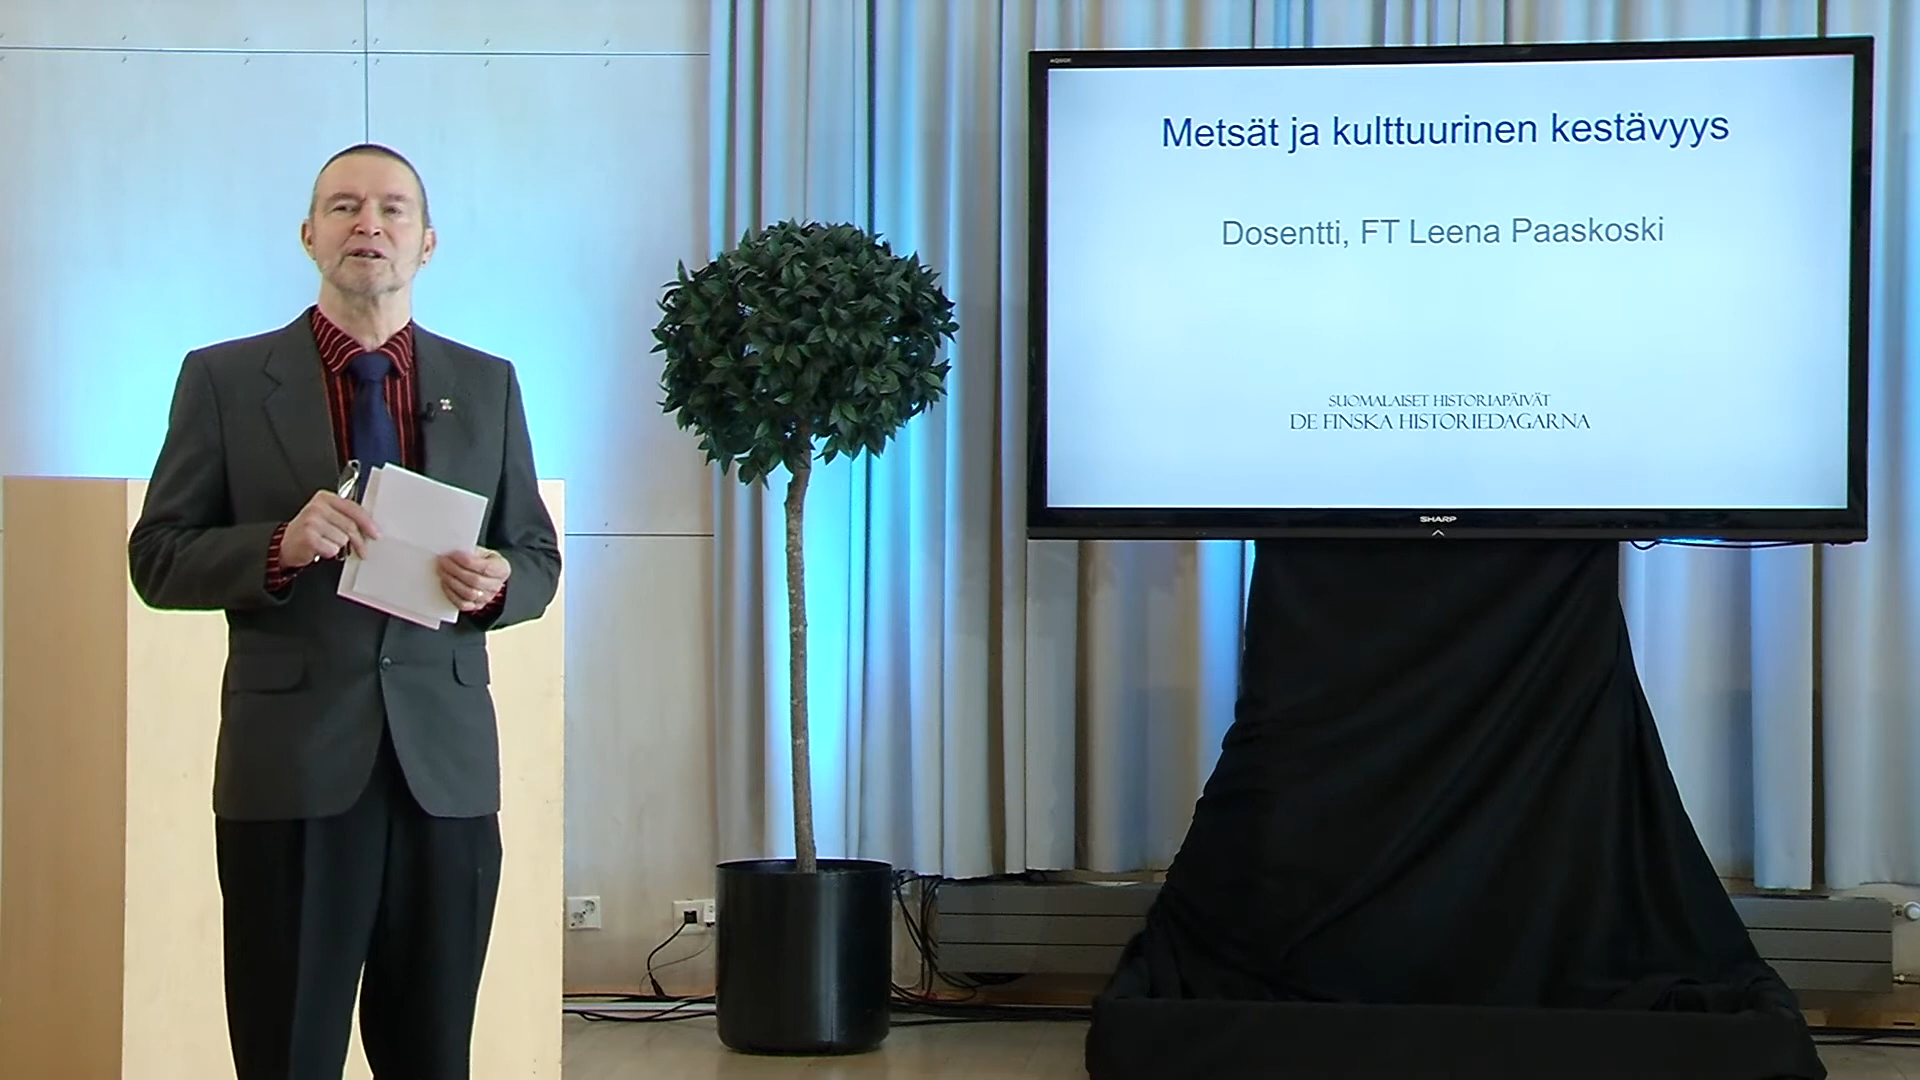 Metsät ja kulttuurinen kestävyys
Dosentti, FT Leena Paaskoski
SUOMALAISET HISTORIAPÄIVÄT
DE FINSKA HISTORIEDAGARNA
SHARP